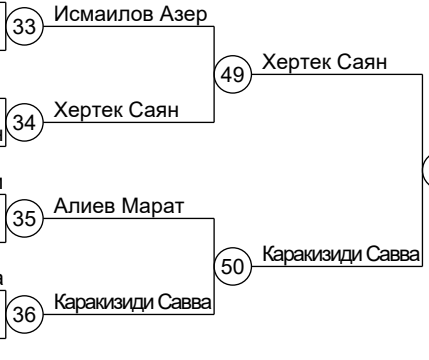 33 Исмаилов Азер
49 Хертек Саян
34 Хертек Саян
35 Алиев Марат
50 Каракизиди Савва
36 Каракизиди Савва